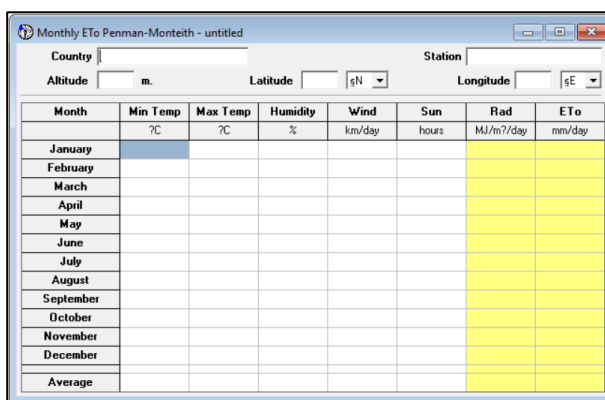 Monthly ETo Penman-Monteith - untitled
Country Station
Altitude m. Latitude §N Longitude §E
Month Min Temp Max Temp Humidity Wind Sun Rad ETo
?C ?C % km/day hours MJ/m?/day mm/day
January
February
March
April
May
June
July
August
September
October
November
December
Average